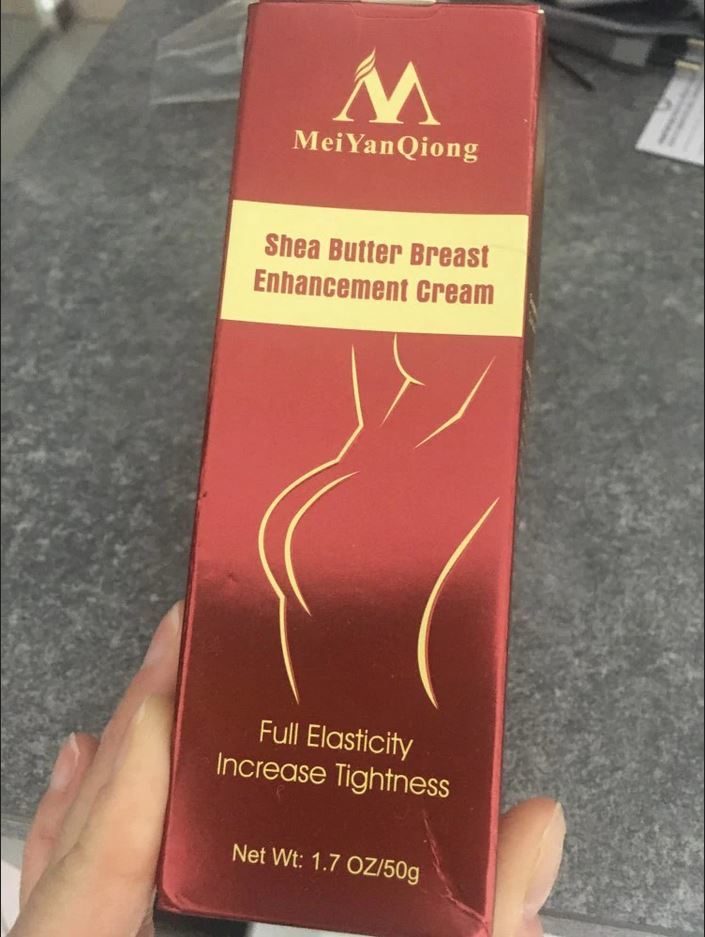 MeiYanQiong
Shea Butter Breast
Enhancement Cream
Full Elasticity
Increase Tightness
Net Wt: 1.7 OZ/50g